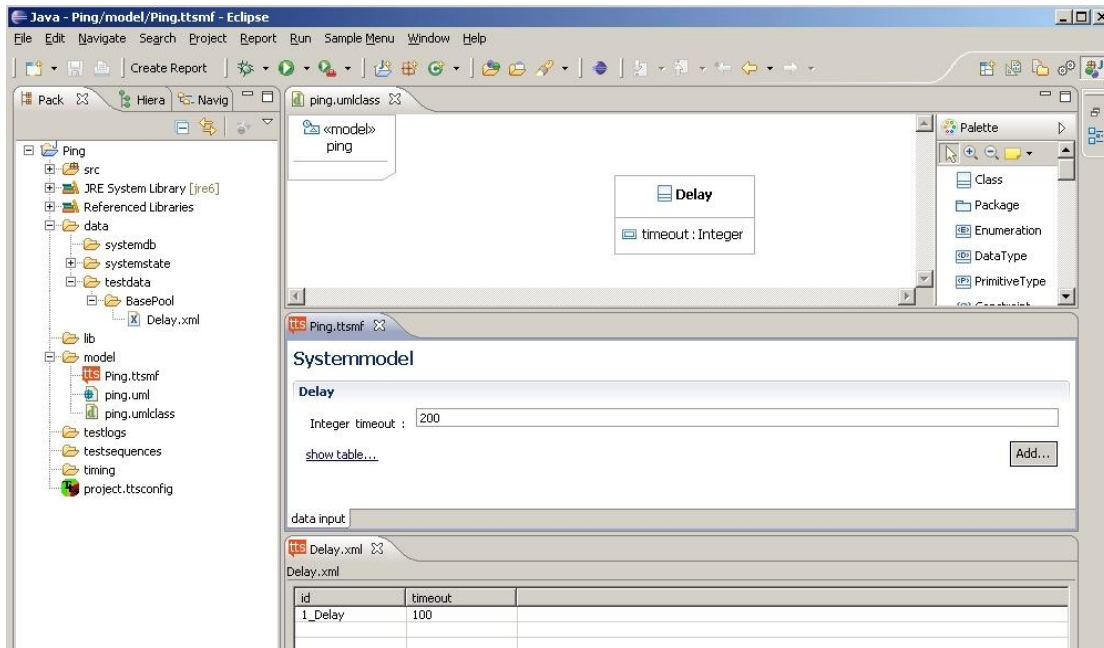 Java - Ping/model/Ping.ttsmf - Eclipse
File Edit Navigate Search Project Report Run Sample Menu Window Help
Create Report
Pack Hiera Navig
Ping
src
JRE System Library [jre6]
Referenced Libraries
data
systemdb
systemstate
testdata
BasePool
Delay.xml
lib
model
tts Ping.ttsmf
ping.uml
ping.umlclass
testlogs
testsequences
timing
project.ttsconfig
ping.umlclass
«model»
ping
Delay
timeout : Integer
Palette
Class
Package
Enumeration
DataType
PrimitiveType
tts Ping.ttsmf
Systemmodel
Delay
Integer timeout : 200
show table... Add...
data input
tts Delay.xml
Delay.xml
id timeout
1_Delay 100